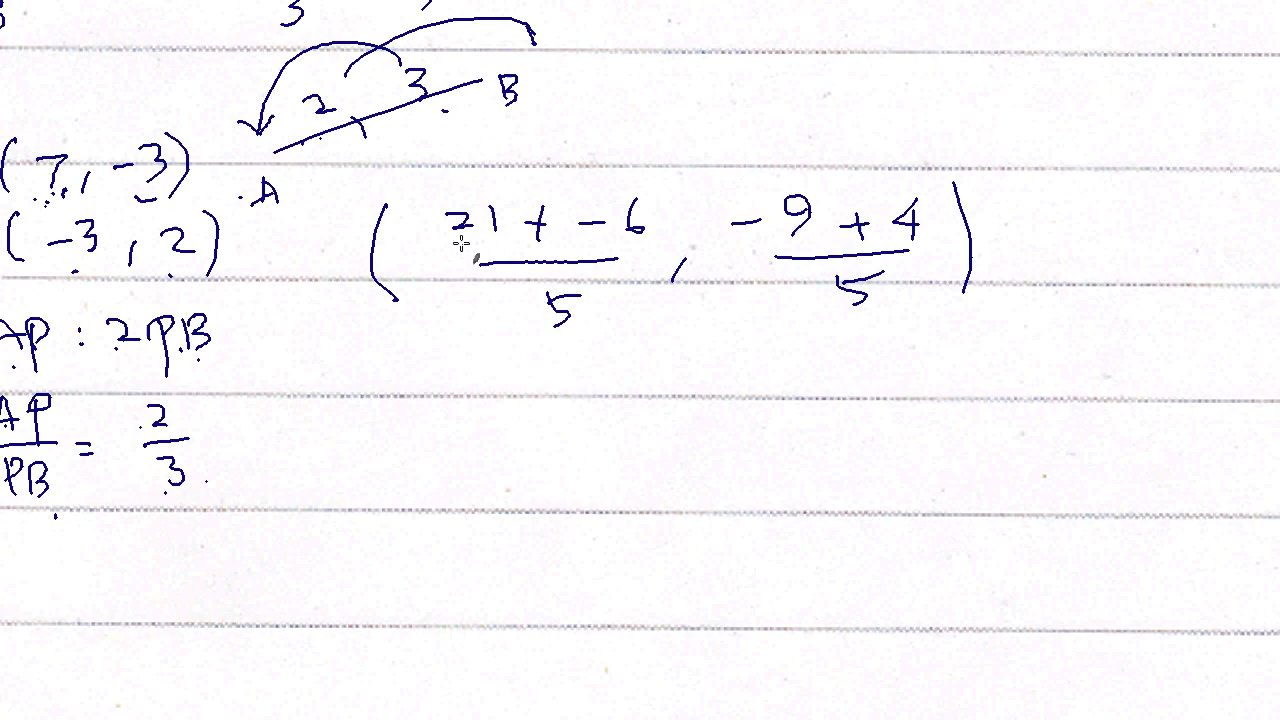 3
2 3 B
(7, -3) A
(-3, 2) ( 21 + -6 / 5 , -9 + 4 / 5 )
AP : 2PB
AP/PB = 2/3